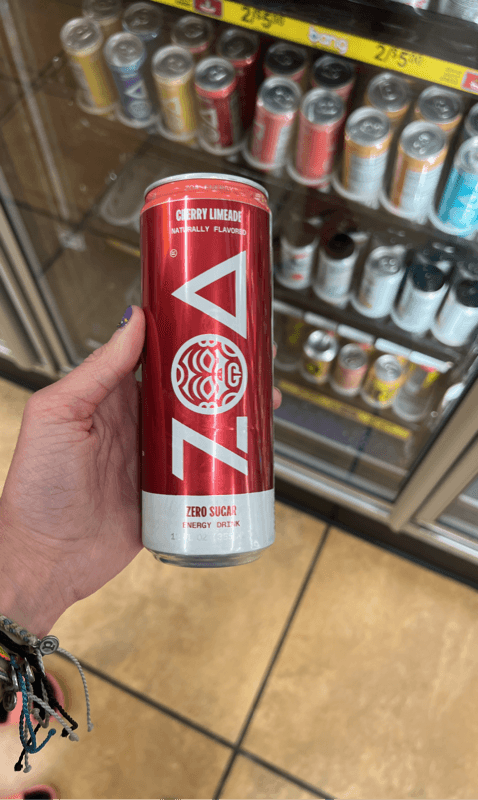 2/$5.00
bang
2/$5.00
CHERRY LIMEADE
NATURALLY FLAVORED
®
ZOA
ZERO SUGAR
ENERGY DRINK